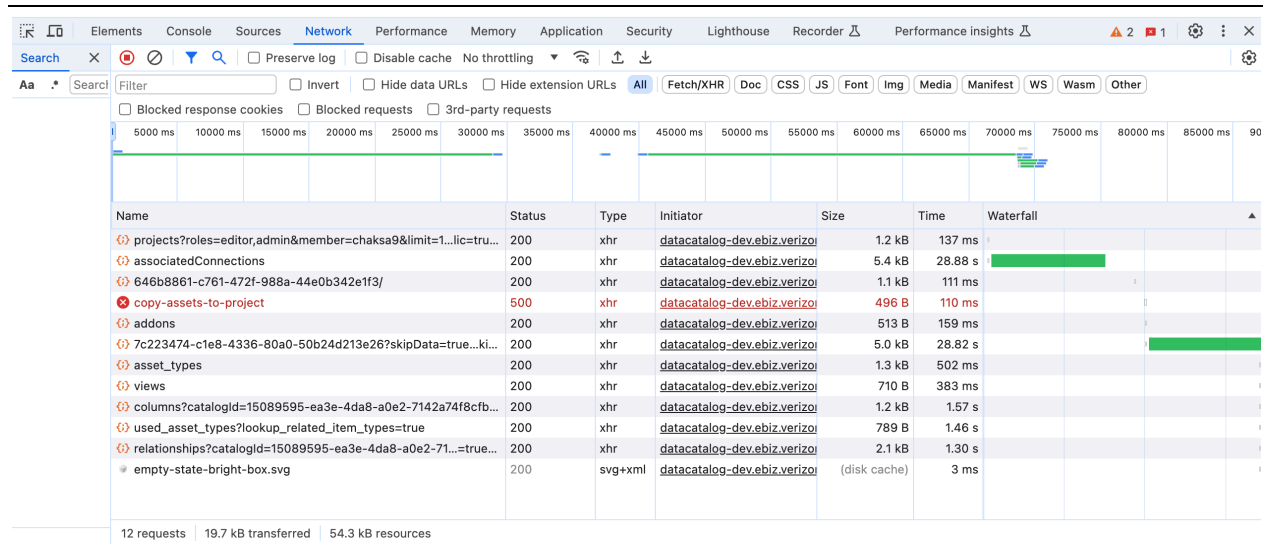 Elements Console Sources Network Performance Memory Application Security Lighthouse Recorder Performance insights 2 1
Search Preserve log Disable cache No throttling
Aa .* Search Filter Invert Hide data URLs Hide extension URLs All Fetch/XHR Doc CSS JS Font Img Media Manifest WS Wasm Other
Blocked response cookies Blocked requests 3rd-party requests
5000 ms 10000 ms 15000 ms 20000 ms 25000 ms 30000 ms 35000 ms 40000 ms 45000 ms 50000 ms 55000 ms 60000 ms 65000 ms 70000 ms 75000 ms 80000 ms 85000 ms 90
Name Status Type Initiator Size Time Waterfall
projects?roles=editor,admin&member=chaksa9&limit=1...lic=tru... 200 xhr datacatalog-dev.ebiz.verizo 1.2 kB 137 ms
associatedConnections 200 xhr datacatalog-dev.ebiz.verizo 5.4 kB 28.88 s
646b8861-c761-472f-988a-44e0b342e1f3/ 200 xhr datacatalog-dev.ebiz.verizo 1.1 kB 111 ms
copy-assets-to-project 500 xhr datacatalog-dev.ebiz.verizo 496 B 110 ms
addons 200 xhr datacatalog-dev.ebiz.verizo 513 B 159 ms
7c223474-c1e8-4336-80a0-50b24d213e26?skipData=true...ki... 200 xhr datacatalog-dev.ebiz.verizo 5.0 kB 28.82 s
asset_types 200 xhr datacatalog-dev.ebiz.verizo 1.3 kB 502 ms
views 200 xhr datacatalog-dev.ebiz.verizo 710 B 383 ms
columns?catalogId=15089595-ea3e-4da8-a0e2-7142a74f8cfb... 200 xhr datacatalog-dev.ebiz.verizo 1.2 kB 1.57 s
used_asset_types?lookup_related_item_types=true 200 xhr datacatalog-dev.ebiz.verizo 789 B 1.46 s
relationships?catalogId=15089595-ea3e-4da8-a0e2-71...=true... 200 xhr datacatalog-dev.ebiz.verizo 2.1 kB 1.30 s
empty-state-bright-box.svg 200 svg+xml datacatalog-dev.ebiz.verizo (disk cache) 3 ms
12 requests 19.7 kB transferred 54.3 kB resources